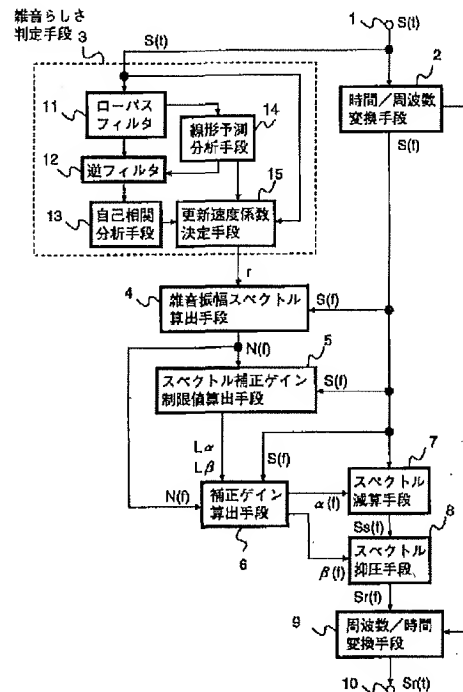 雑音らしさ
判定手段
3
1
S(t)
S(t)
2
11
ローパス
フィルタ
14
線形予測
分析手段
時間/周波数
変換手段
S(f)
12
逆フィルタ
15
13
自己相関
分析手段
更新速度係数
決定手段
r
4
雑音振幅スペクトル
算出手段
S(f)
N(f)
5
スペクトル補正ゲイン
制限値算出手段
S(f)
Lα
Lβ
S(f)
7
N(f)
補正ゲイン
算出手段
6
α(f)
スペクトル
減算手段
Ss(f)
8
β(f)
スペクトル
抑圧手段
Sr(f)
9
周波数/時間
変換手段
10
Sr(t)